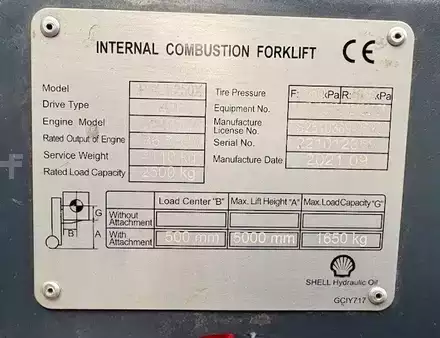 INTERNAL COMBUSTION FORKLIFT CE
Model
Drive Type
Engine Model
Rated Output of Engine
Service Weight kg
Rated Load Capacity 2500 kg
Tire Pressure F: kPa R: kPa
Equipment No.
Manufacture License No.
Serial No.
Manufacture Date 2021.09
Load Center "B" Max. Lift Height "A" Max. Load Capacity "G"
Without Attachment
With Attachment 500 mm 5000 mm 1650 kg
G
B A
SHELL Hydraulic Oil
GCIY717